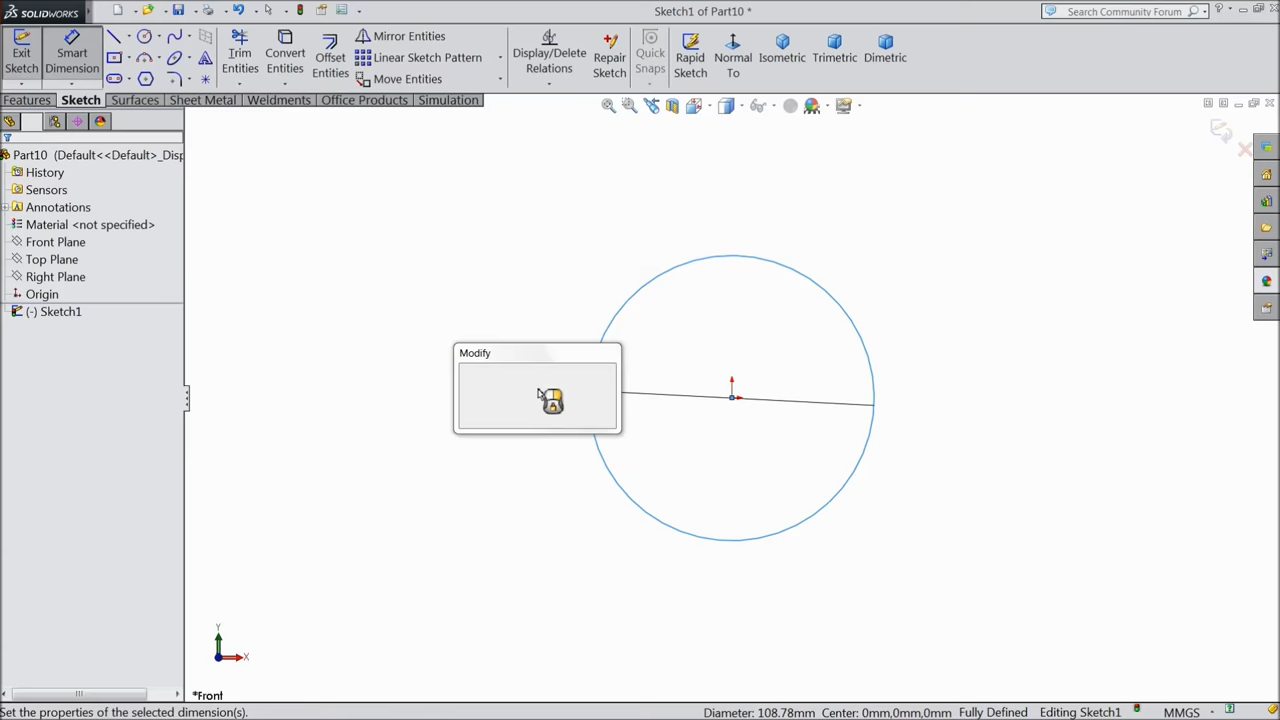 SOLIDWORKS
Sketch1 of Part10 *
Search Community Forum
Exit Sketch
Smart Dimension
Trim Entities
Convert Entities
Offset Entities
Mirror Entities
Linear Sketch Pattern
Move Entities
Display/Delete Relations
Repair Sketch
Quick Snaps
Rapid Sketch
Normal To
Isometric
Trimetric
Dimetric
Features
Sketch
Surfaces
Sheet Metal
Weldments
Office Products
Simulation
Part10 (Default<<Default>_Disp
History
Sensors
Annotations
Material <not specified>
Front Plane
Top Plane
Right Plane
Origin
(-) Sketch1
Modify
Y
X
*Front
Set the properties of the selected dimension(s).
Diameter: 108.78mm Center: 0mm,0mm,0mm Fully Defined Editing Sketch1 MMGS